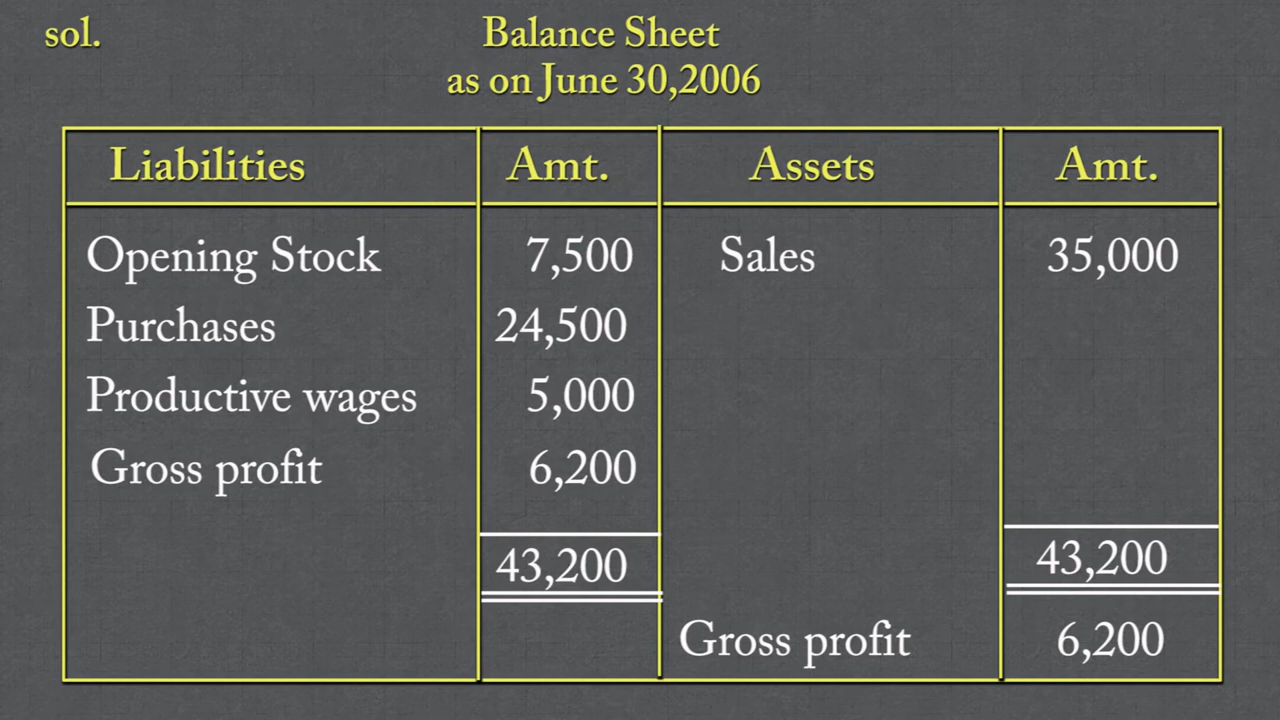 sol.
Balance Sheet
as on June 30,2006
Liabilities Amt. Assets Amt.
Opening Stock 7,500 Sales 35,000
Purchases 24,500
Productive wages 5,000
Gross profit 6,200
43,200 43,200
Gross profit 6,200